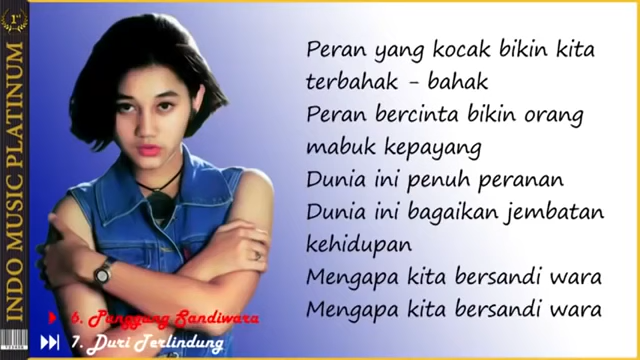 INDO MUSIC PLATINUM
Peran yang kocak bikin kita
terbahak - bahak
Peran bercinta bikin orang
mabuk kepayang
Dunia ini penuh peranan
Dunia ini bagaikan jembatan
kehidupan
Mengapa kita bersandi wara
Mengapa kita bersandi wara
6. Panggung Sandiwara
7. Duri Terlindung